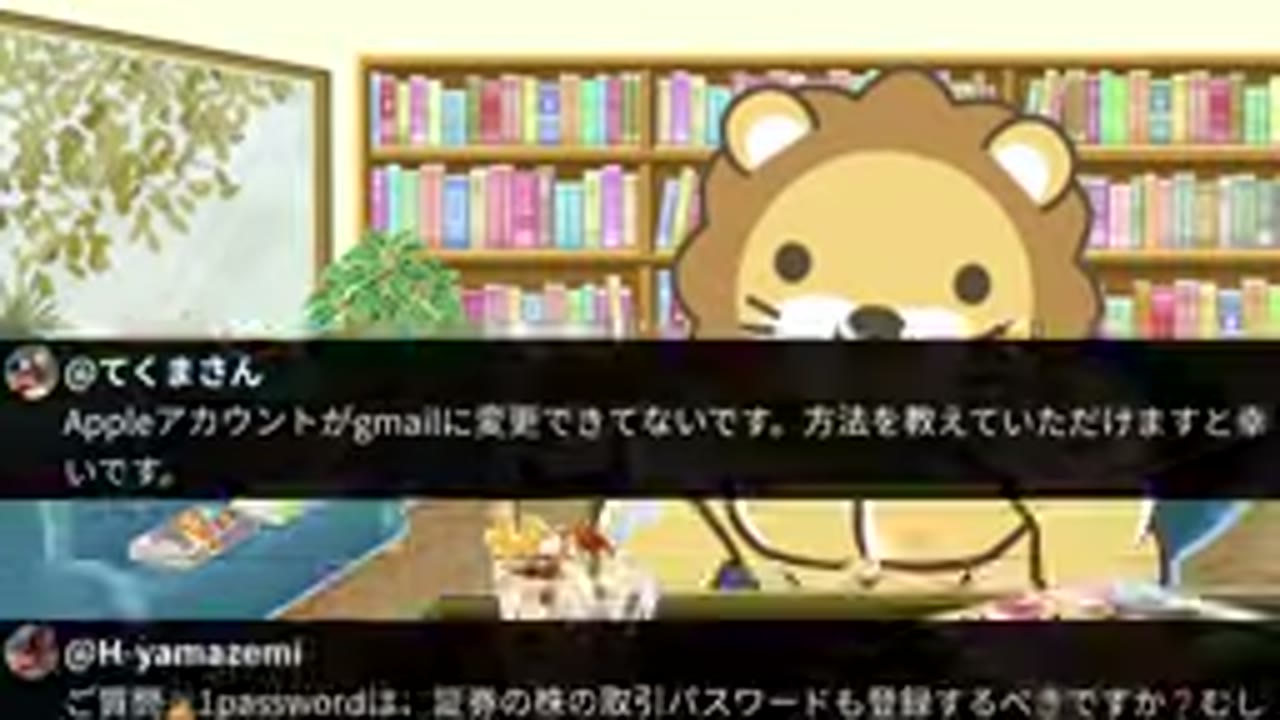 @てくまさん
Appleアカウントがgmailに変更できてないです。方法を教えていただけますと幸
いです。
@H-yamazemi
ご質問 1passwordは、証券の株の取引パスワードも登録するべきですか？むし